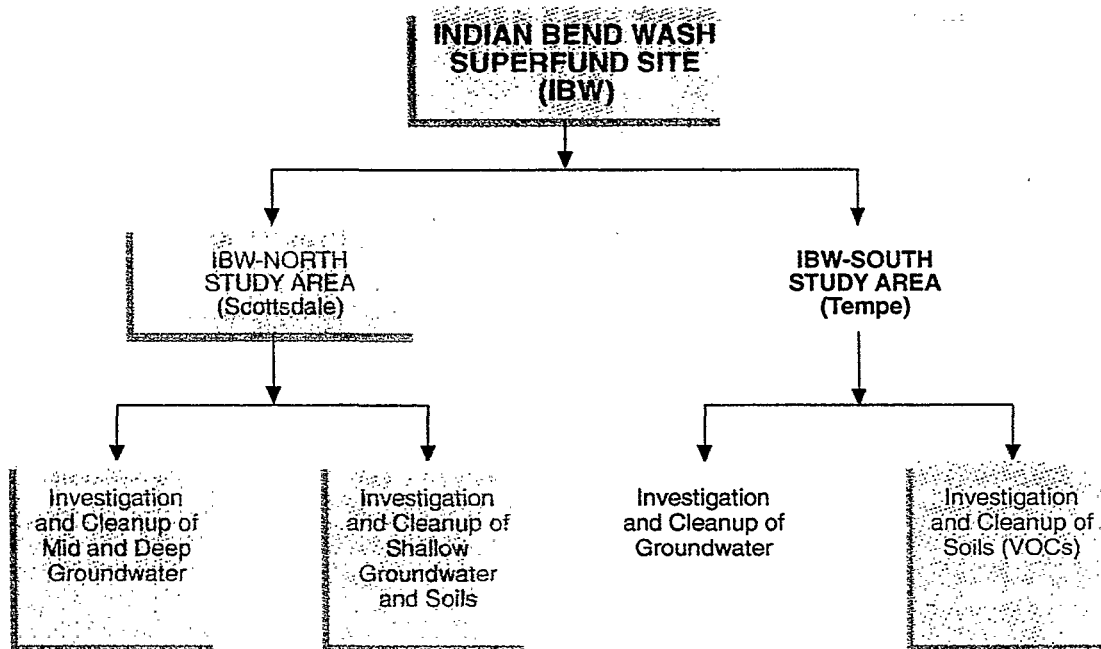 INDIAN BEND WASH
SUPERFUND SITE
(IBW)
IBW-NORTH
STUDY AREA
(Scottsdale)
IBW-SOUTH
STUDY AREA
(Tempe)
Investigation
and Cleanup of
Mid and Deep
Groundwater
Investigation
and Cleanup of
Shallow
Groundwater
and Soils
Investigation
and Cleanup of
Groundwater
Investigation
and Cleanup of
Soils (VOCs)